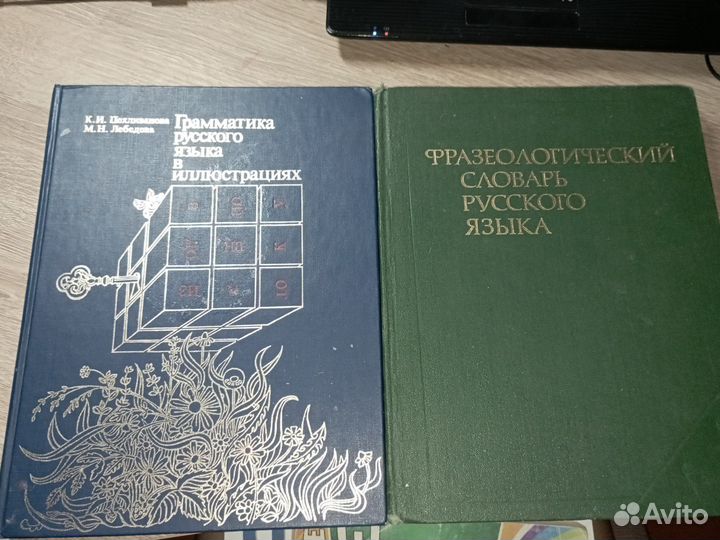 К. И. Пехливанова
М. Н. Лебедева
Грамматика
русского
языка
в
иллюстрациях
ФРАЗЕОЛОГИЧЕСКИЙ
СЛОВАРЬ
РУССКОГО
ЯЗЫКА
Avito